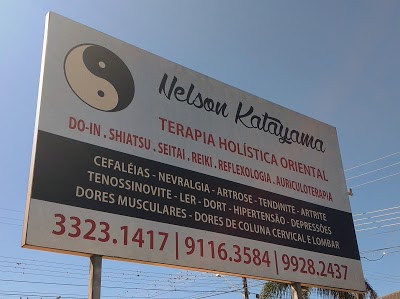 Nelson Katayama
TERAPIA HOLÍSTICA ORIENTAL
DO-IN . SHIATSU . SEITAI . REIKI . REFLEXOLOGIA . AURICULOTERAPIA
CEFALÉIAS - NEVRALGIA - ARTROSE - TENDINITE - ARTRITE
TENOSSINOVITE - LER - DORT - HIPERTENSÃO - DEPRESSÕES
DORES MUSCULARES - DORES DE COLUNA CERVICAL E LOMBAR
3323.1417 | 9116.3584 | 9928.2437